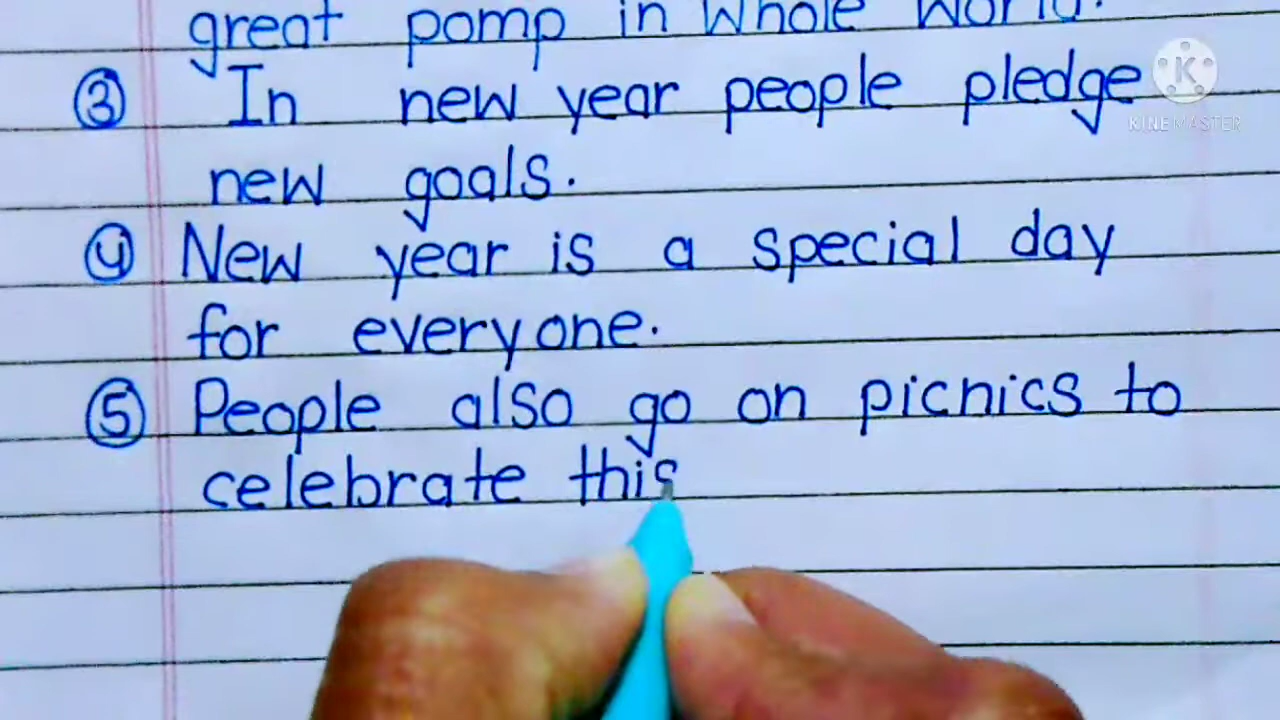 great pomp in whole world.
③ In new year people pledge
new goals.
④ New year is a special day
for everyone.
⑤ People also go on picnics to
celebrate this
K
KINEMASTER